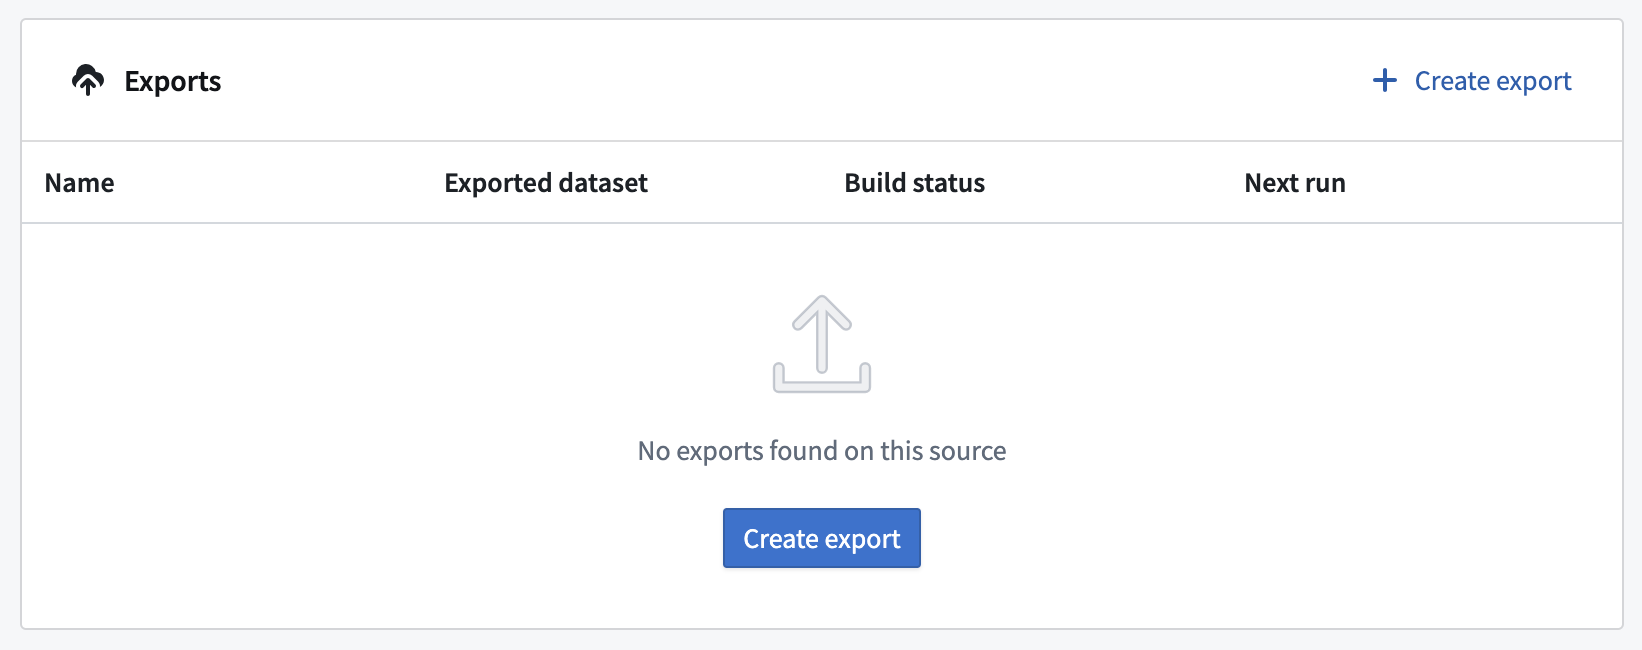 Exports
Create export
Name Exported dataset Build status Next run
No exports found on this source
Create export